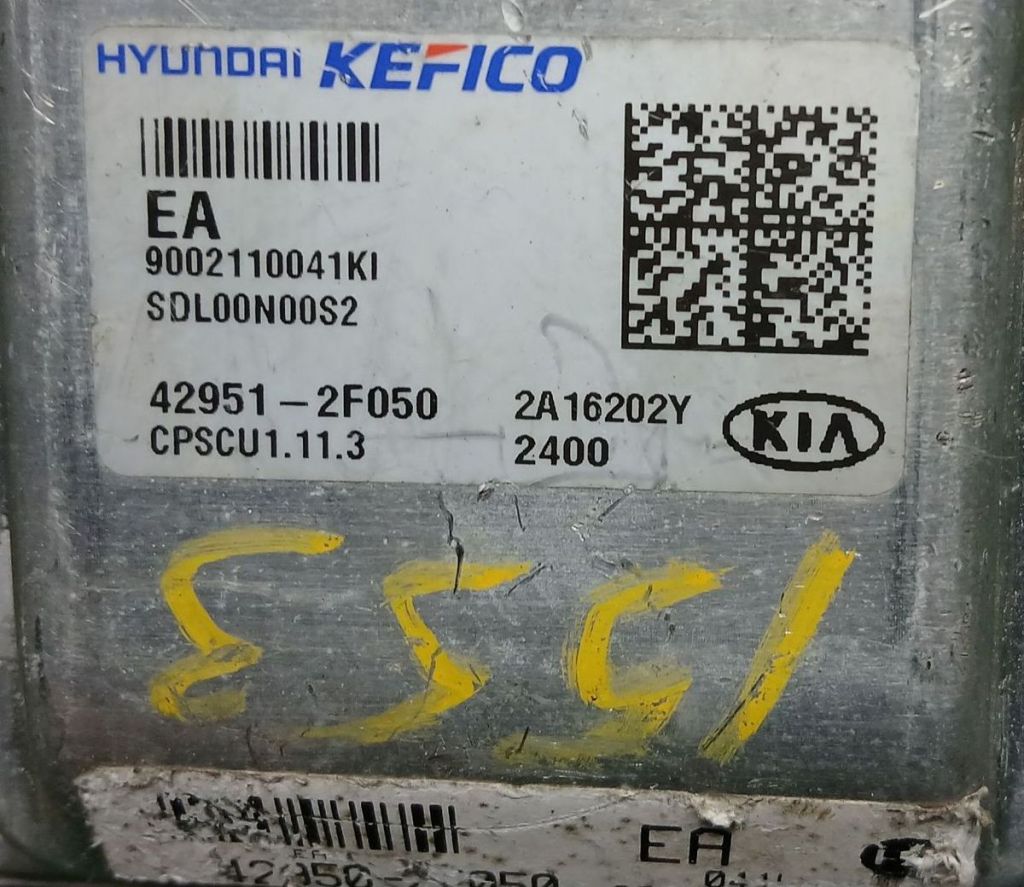 HYUNDAI KEFICO
EA
9002110041KI
SDL00N00S2
42951-2F050 2A16202Y
CPSCU1.11.3 2400
KIA
1553
EA